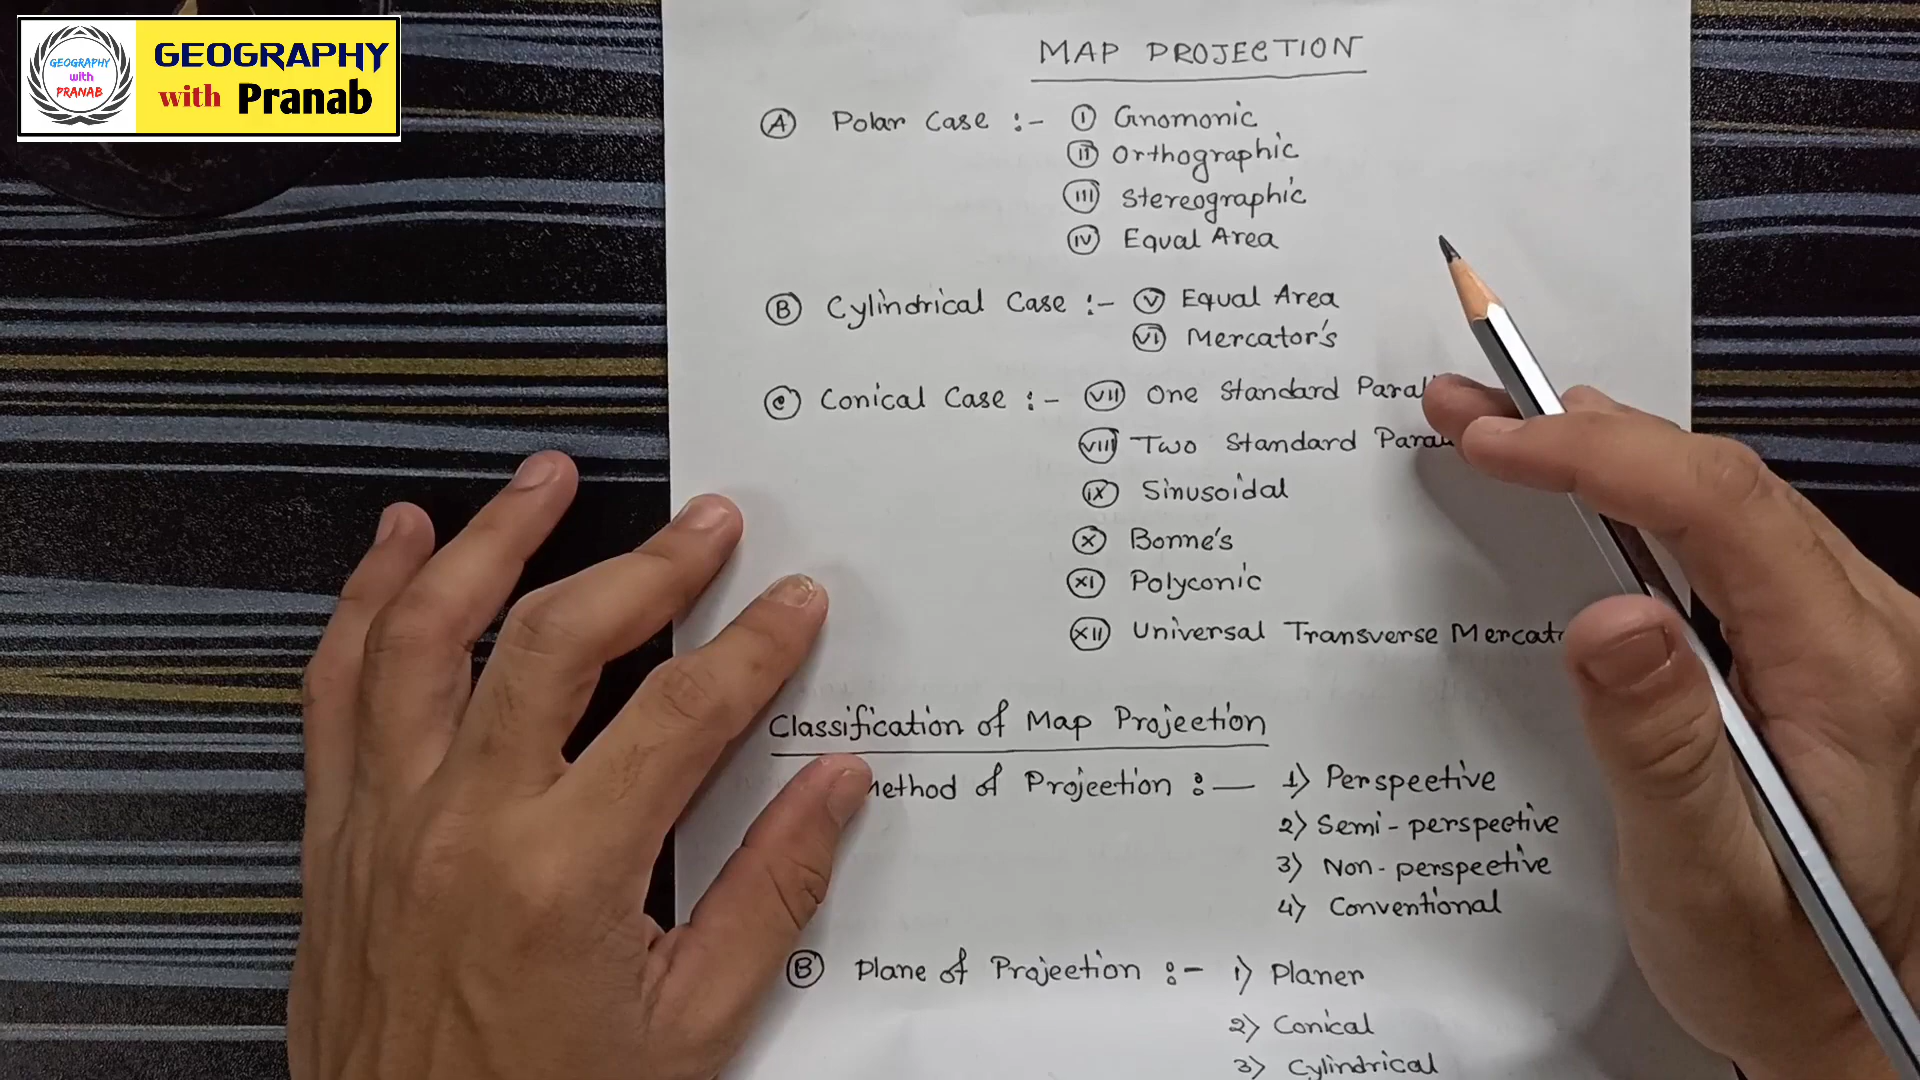 GEOGRAPHY
with
PRANAB
GEOGRAPHY
with Pranab
MAP PROJECTION
A Polar Case :- I Gnomonic
II Orthographic
III Stereographic
IV Equal Area
B Cylindrical Case :- V Equal Area
VI Mercator's
C Conical Case :- VII One Standard
VIII Two Standard
IX Sinusoidal
X Bonne's
XI Polyconic
XII Universal Transverse
Classification of Map Projection
of Projection :— 1) Perspective
2) Semi-perspective
3) Non-perspective
4) Conventional
B Plane of Projection :- 1) Planer
2) Conical
3) Cylindrical